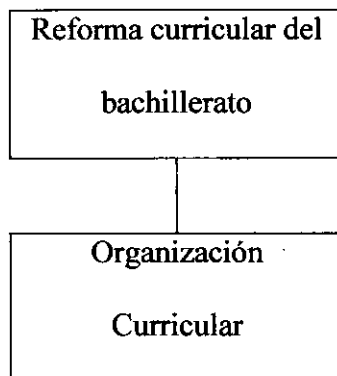 Reforma curricular del
bachillerato
Organización
Curricular